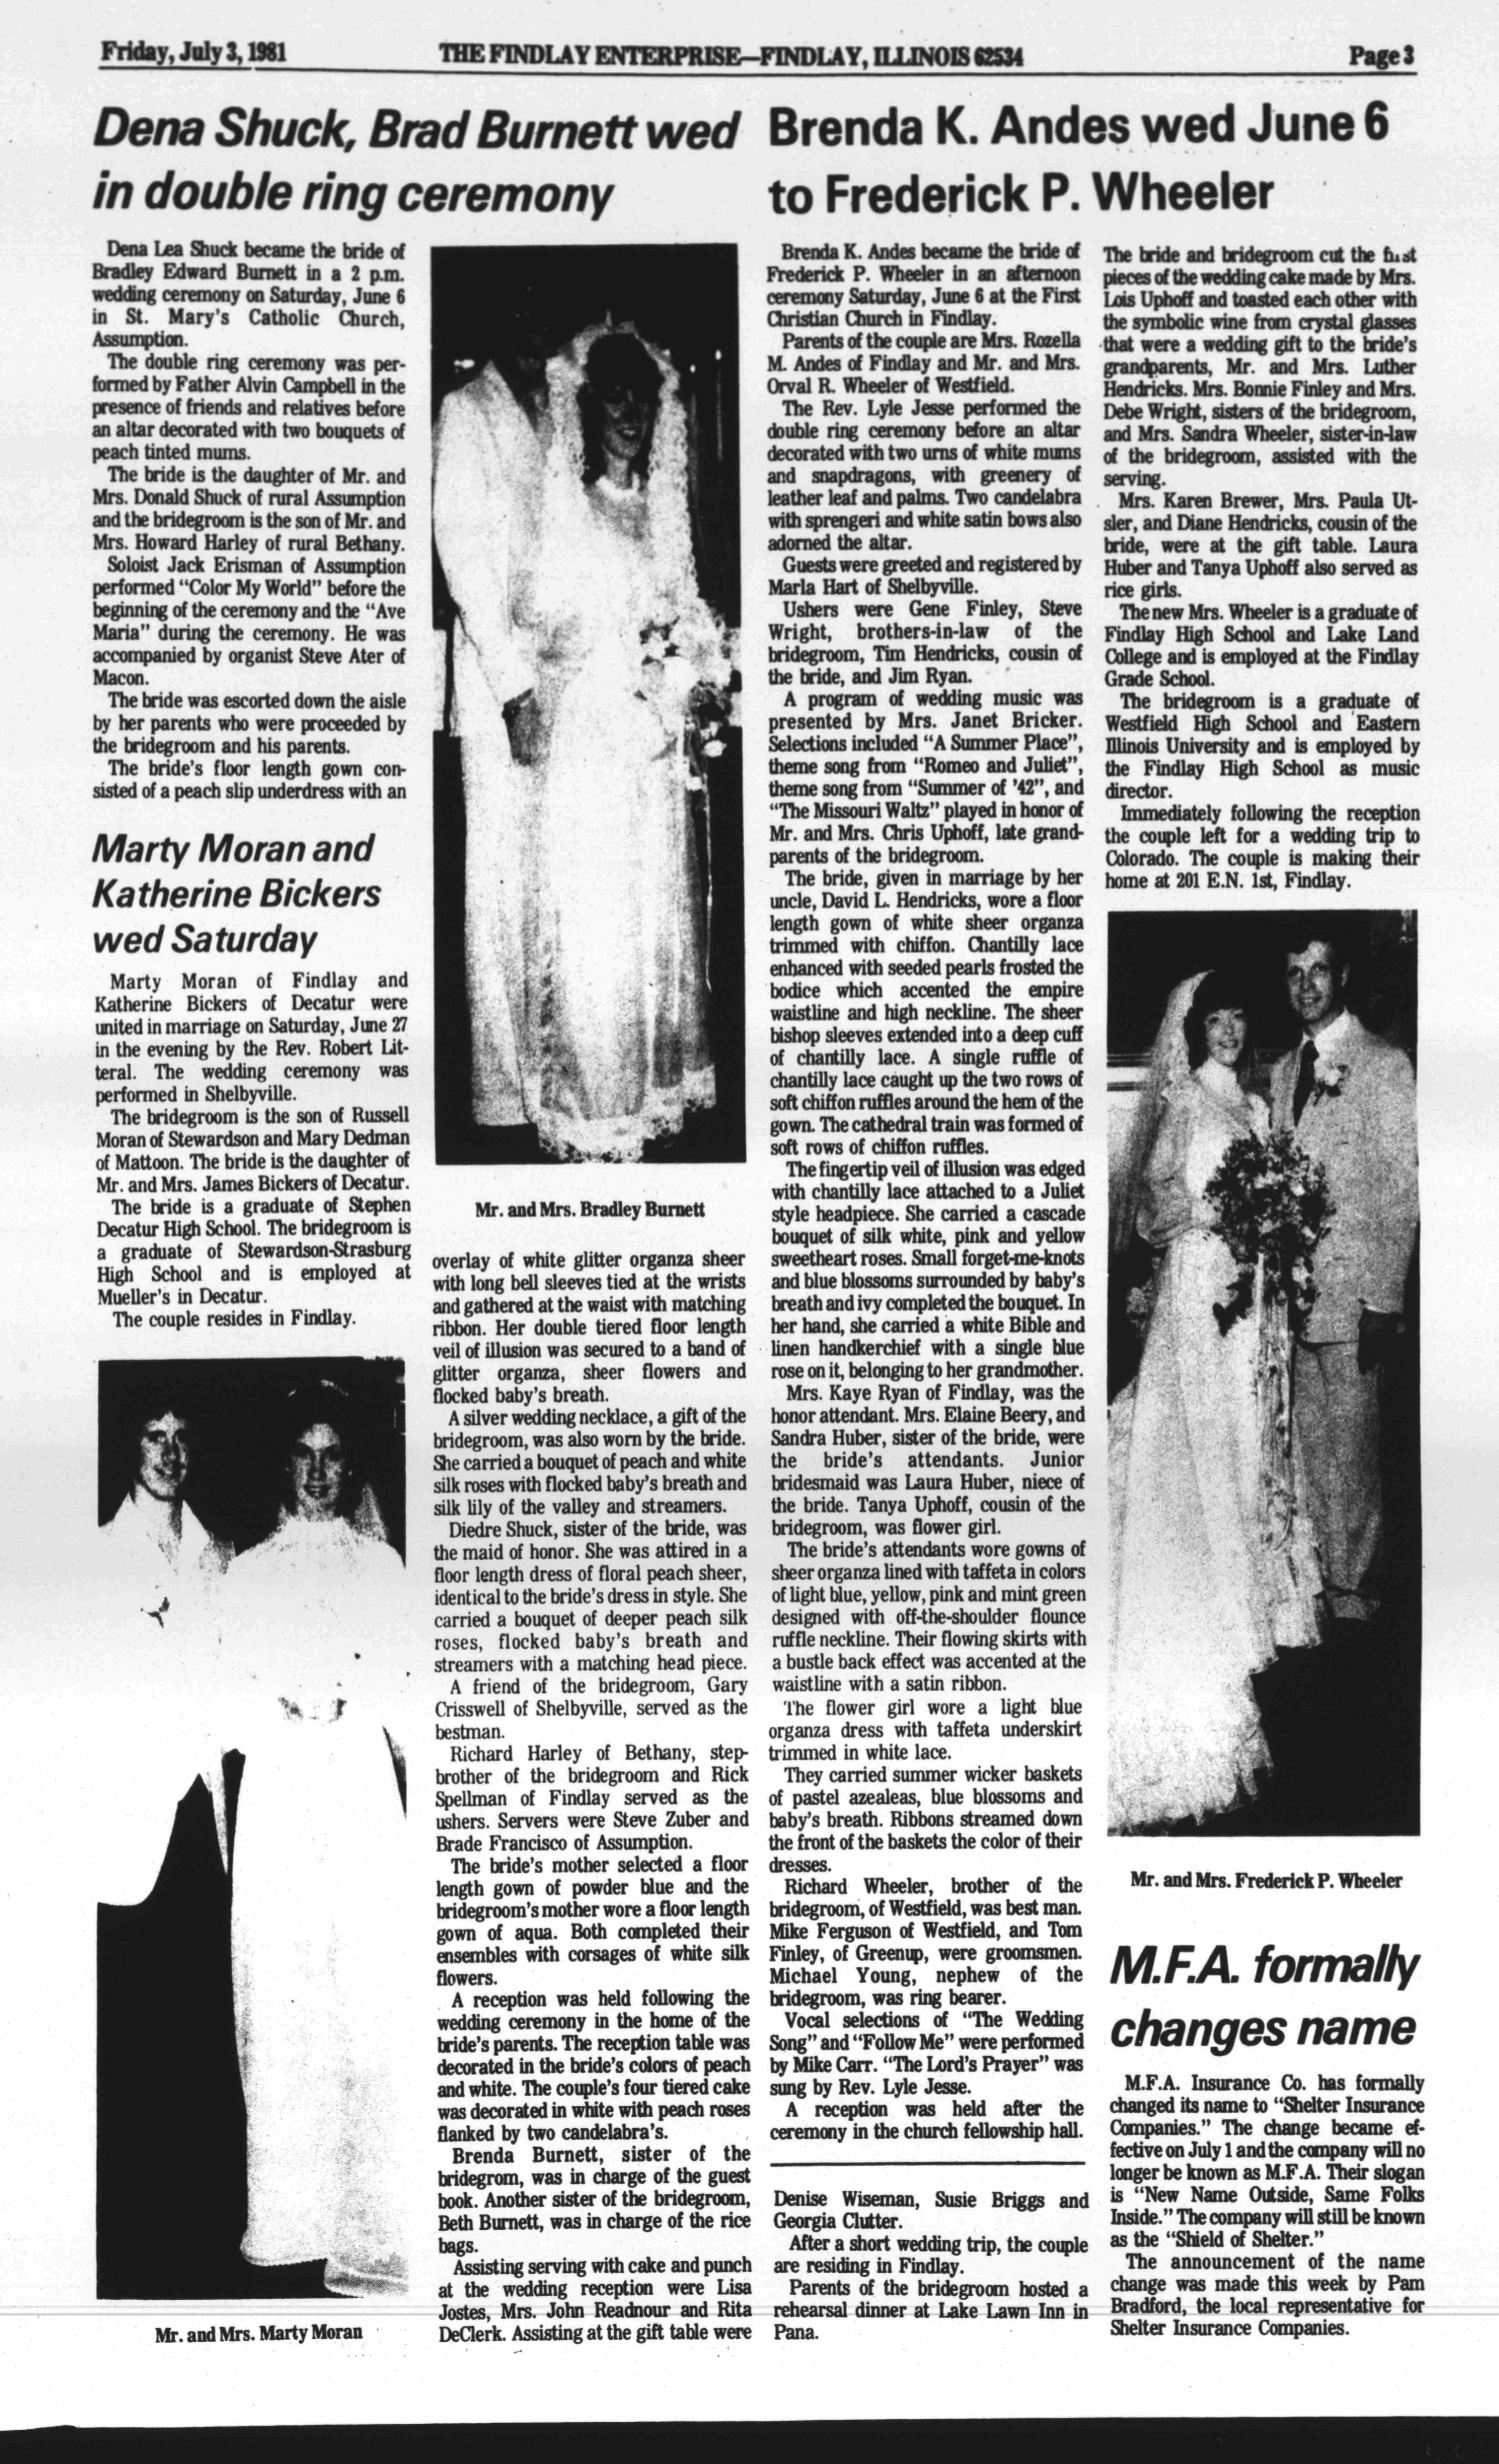 Friday, July 3, 1981
THE FINDLAY ENTERPRISE—FINDLAY, ILLINOIS 62534
Page 3
Dena Shuck, Brad Burnett wed
in double ring ceremony
Dena Lea Shuck became the bride of
Bradley Edward Burnett in a 2 p.m.
wedding ceremony on Saturday, June 6
in St. Mary's Catholic Church,
Assumption.
The double ring ceremony was per-
formed by Father Alvin Campbell in the
presence of friends and relatives before
an altar decorated with two bouquets of
peach tinted mums.
The bride is the daughter of Mr. and
Mrs. Donald Shuck of rural Assumption
and the bridegroom is the son of Mr. and
Mrs. Howard Harley of rural Bethany.
Soloist Jack Erisman of Assumption
performed "Color My World" before the
beginning of the ceremony and the "Ave
Maria" during the ceremony. He was
accompanied by organist Steve Ater of
Macon.
The bride was escorted down the aisle
by her parents who were proceeded by
the bridegroom and his parents.
The bride's floor length gown con-
sisted of a peach slip underdress with an
Mr. and Mrs. Bradley Burnett
overlay of white glitter organza sheer
with long bell sleeves tied at the wrists
and gathered at the waist with matching
ribbon. Her double tiered floor length
veil of illusion was secured to a band of
glitter organza, sheer flowers and
flocked baby's breath.
A silver wedding necklace, a gift of the
bridegroom, was also worn by the bride.
She carried a bouquet of peach and white
silk roses with flocked baby's breath and
silk lily of the valley and streamers.
Diedre Shuck, sister of the bride, was
the maid of honor. She was attired in a
floor length dress of floral peach sheer,
identical to the bride's dress in style. She
carried a bouquet of deeper peach silk
roses, flocked baby's breath and
streamers with a matching head piece.
A friend of the bridegroom, Gary
Crisswell of Shelbyville, served as the
bestman.
Richard Harley of Bethany, step-
brother of the bridegroom and Rick
Spellman of Findlay served as the
ushers. Servers were Steve Zuber and
Brade Francisco of Assumption.
The bride's mother selected a floor
length gown of powder blue and the
bridegroom's mother wore a floor length
gown of aqua. Both completed their
ensembles with corsages of white silk
flowers.
A reception was held following the
wedding ceremony in the home of the
bride's parents. The reception table was
decorated in the bride's colors of peach
and white. The couple's four tiered cake
was decorated in white with peach roses
flanked by two candelabra's.
Brenda Burnett, sister of the
bridegrom, was in charge of the guest
book. Another sister of the bridegroom,
Beth Burnett, was in charge of the rice
bags.
Assisting serving with cake and punch
at the wedding reception were Lisa
Jostes, Mrs. John Readnour and Rita
DeClerk. Assisting at the gift table were
Denise Wiseman, Susie Briggs and
Georgia Clutter.
After a short wedding trip, the couple
are residing in Findlay.
Parents of the bridegroom hosted a
rehearsal dinner at Lake Lawn Inn in
Pana.
Marty Moran and
Katherine Bickers
wed Saturday
Marty Moran of Findlay and
Katherine Bickers of Decatur were
united in marriage on Saturday, June 27
in the evening by the Rev. Robert Lit-
teral. The wedding ceremony was
performed in Shelbyville.
The bridegroom is the son of Russell
Moran of Stewardson and Mary Dedman
of Mattoon. The bride is the daughter of
Mr. and Mrs. James Bickers of Decatur.
The bride is a graduate of Stephen
Decatur High School. The bridegroom is
a graduate of Stewardson-Strasburg
High School and is employed at
Mueller's in Decatur.
The couple resides in Findlay.
Mr. and Mrs. Marty Moran
Brenda K. Andes wed June 6
to Frederick P. Wheeler
Brenda K. Andes became the bride of
Frederick P. Wheeler in an afternoon
ceremony Saturday, June 6 at the First
Christian Church in Findlay.
Parents of the couple are Mrs. Rozella
M. Andes of Findlay and Mr. and Mrs.
Orval R. Wheeler of Westfield.
The Rev. Lyle Jesse performed the
double ring ceremony before an altar
decorated with two urns of white mums
and snapdragons, with greenery of
leather leaf and palms. Two candelabra
with sprengeri and white satin bows also
adorned the altar.
Guests were greeted and registered by
Marla Hart of Shelbyville.
Ushers were Gene Finley, Steve
Wright, brothers-in-law of the
bridegroom, Tim Hendricks, cousin of
the bride, and Jim Ryan.
A program of wedding music was
presented by Mrs. Janet Bricker.
Selections included "A Summer Place",
theme song from "Romeo and Juliet",
theme song from "Summer of '42", and
"The Missouri Waltz" played in honor of
Mr. and Mrs. Chris Uphoff, late grand-
parents of the bridegroom.
The bride, given in marriage by her
uncle, David L. Hendricks, wore a floor
length gown of white sheer organza
trimmed with chiffon. Chantilly lace
enhanced with seeded pearls frosted the
bodice which accented the empire
waistline and high neckline. The sheer
bishop sleeves extended into a deep cuff
of chantilly lace. A single ruffle of
chantilly lace caught up the two rows of
soft chiffon ruffles around the hem of the
gown. The cathedral train was formed of
soft rows of chiffon ruffles.
The fingertip veil of illusion was edged
with chantilly lace attached to a Juliet
style headpiece. She carried a cascade
bouquet of silk white, pink and yellow
sweetheart roses. Small forget-me-knots
and blue blossoms surrounded by baby's
breath and ivy completed the bouquet. In
her hand, she carried a white Bible and
linen handkerchief with a single blue
rose on it, belonging to her grandmother.
Mrs. Kaye Ryan of Findlay, was the
honor attendant. Mrs. Elaine Beery, and
Sandra Huber, sister of the bride, were
the bride's attendants. Junior
bridesmaid was Laura Huber, niece of
the bride. Tanya Uphoff, cousin of the
bridegroom, was flower girl.
The bride's attendants wore gowns of
sheer organza lined with taffeta in colors
of light blue, yellow, pink and mint green
designed with off-the-shoulder flounce
ruffle neckline. Their flowing skirts with
a bustle back effect was accented at the
waistline with a satin ribbon.
The flower girl wore a light blue
organza dress with taffeta underskirt
trimmed in white lace.
They carried summer wicker baskets
of pastel azealeas, blue blossoms and
baby's breath. Ribbons streamed down
the front of the baskets the color of their
dresses.
Richard Wheeler, brother of the
bridegroom, of Westfield, was best man.
Mike Ferguson of Westfield, and Tom
Finley, of Greenup, were groomsmen.
Michael Young, nephew of the
bridegroom, was ring bearer.
Vocal selections of "The Wedding
Song" and "Follow Me" were performed
by Mike Carr. "The Lord's Prayer" was
sung by Rev. Lyle Jesse.
A reception was held after the
ceremony in the church fellowship hall.
The bride and bridegroom cut the first
pieces of the wedding cake made by Mrs.
Lois Uphoff and toasted each other with
the symbolic wine from crystal glasses
that were a wedding gift to the bride's
grandparents, Mr. and Mrs. Luther
Hendricks. Mrs. Bonnie Finley and Mrs.
Debe Wright, sisters of the bridegroom,
and Mrs. Sandra Wheeler, sister-in-law
of the bridegroom, assisted with the
serving.
Mrs. Karen Brewer, Mrs. Paula Ut-
sler, and Diane Hendricks, cousin of the
bride, were at the gift table. Laura
Huber and Tanya Uphoff also served as
rice girls.
The new Mrs. Wheeler is a graduate of
Findlay High School and Lake Land
College and is employed at the Findlay
Grade School.
The bridegroom is a graduate of
Westfield High School and Eastern
Illinois University and is employed by
the Findlay High School as music
director.
Immediately following the reception
the couple left for a wedding trip to
Colorado. The couple is making their
home at 201 E.N. 1st, Findlay.
Mr. and Mrs. Frederick P. Wheeler
M.F.A. formally
changes name
M.F.A. Insurance Co. has formally
changed its name to "Shelter Insurance
Companies." The change became ef-
fective on July 1 and the company will no
longer be known as M.F.A. Their slogan
is "New Name Outside, Same Folks
Inside." The company will still be known
as the "Shield of Shelter."
The announcement of the name
change was made this week by Pam
Bradford, the local representative for
Shelter Insurance Companies.